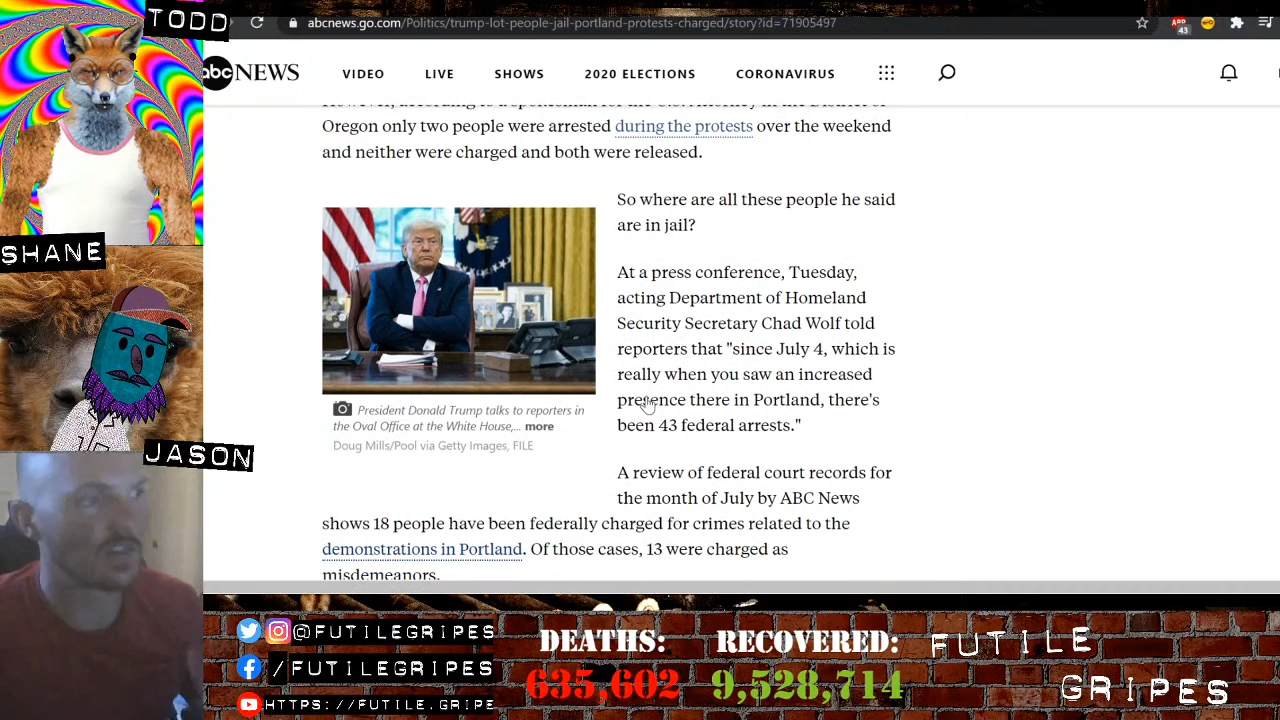 TODD
abcnews.go.com/Politics/trump-lot-people-jail-portland-protests-charged/story?id=71905497
ABP
43
abc NEWS
VIDEO
LIVE
SHOWS
2020 ELECTIONS
CORONAVIRUS
Oregon only two people were arrested during the protests over the weekend
and neither were charged and both were released.
So where are all these people he said
are in jail?
At a press conference, Tuesday,
acting Department of Homeland
Security Secretary Chad Wolf told
reporters that "since July 4, which is
really when you saw an increased
presence there in Portland, there's
been 43 federal arrests."
President Donald Trump talks to reporters in
the Oval Office at the White House,... more
Doug Mills/Pool via Getty Images, FILE
A review of federal court records for
the month of July by ABC News
shows 18 people have been federally charged for crimes related to the
demonstrations in Portland. Of those cases, 13 were charged as
misdemeanors.
SHANE
JASON
@FUTILEGRIPES
/FUTILEGRIPES
HTTPS://FUTILE.GRIPE
DEATHS:
635,602
RECOVERED:
9,528,714
FUTILE
GRIPES